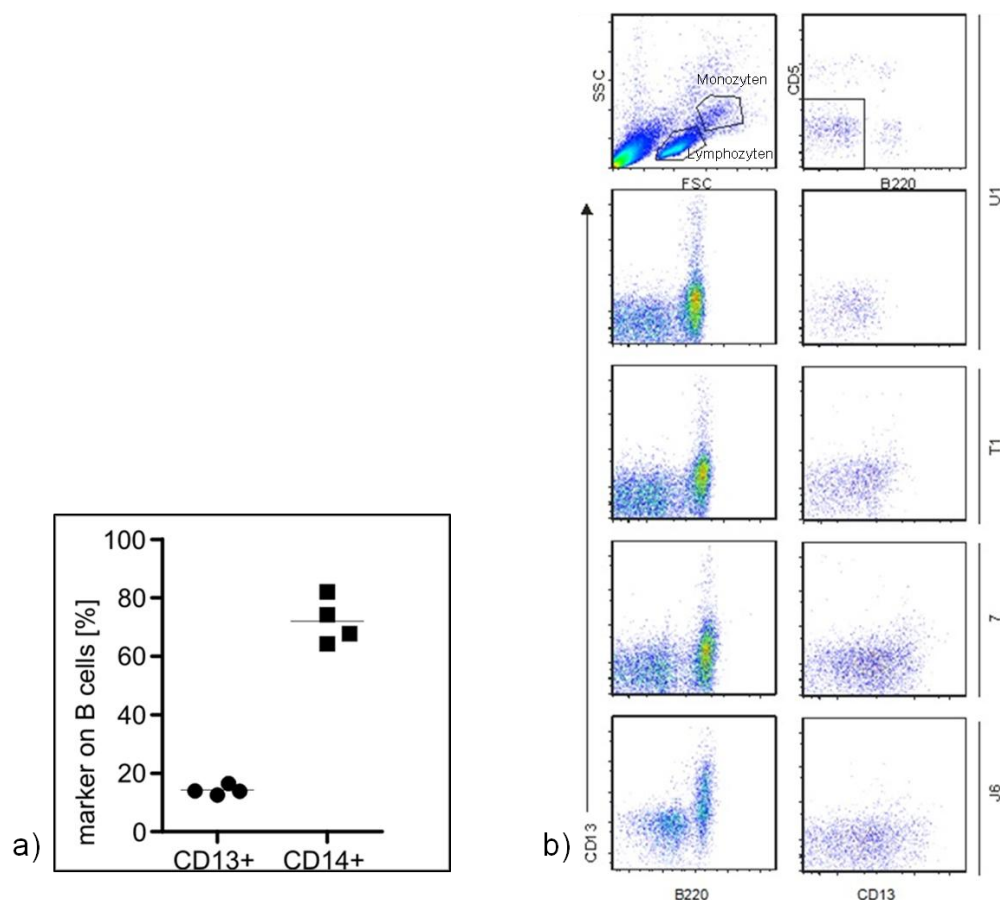 a)
marker on B cells [%]
100
80
60
40
20
0
CD13+
CD14+
b)
SSC
Monozyten
Lymphozyten
FSC
CD5
B220
U1
T1
7
J6
CD13
B220
CD13